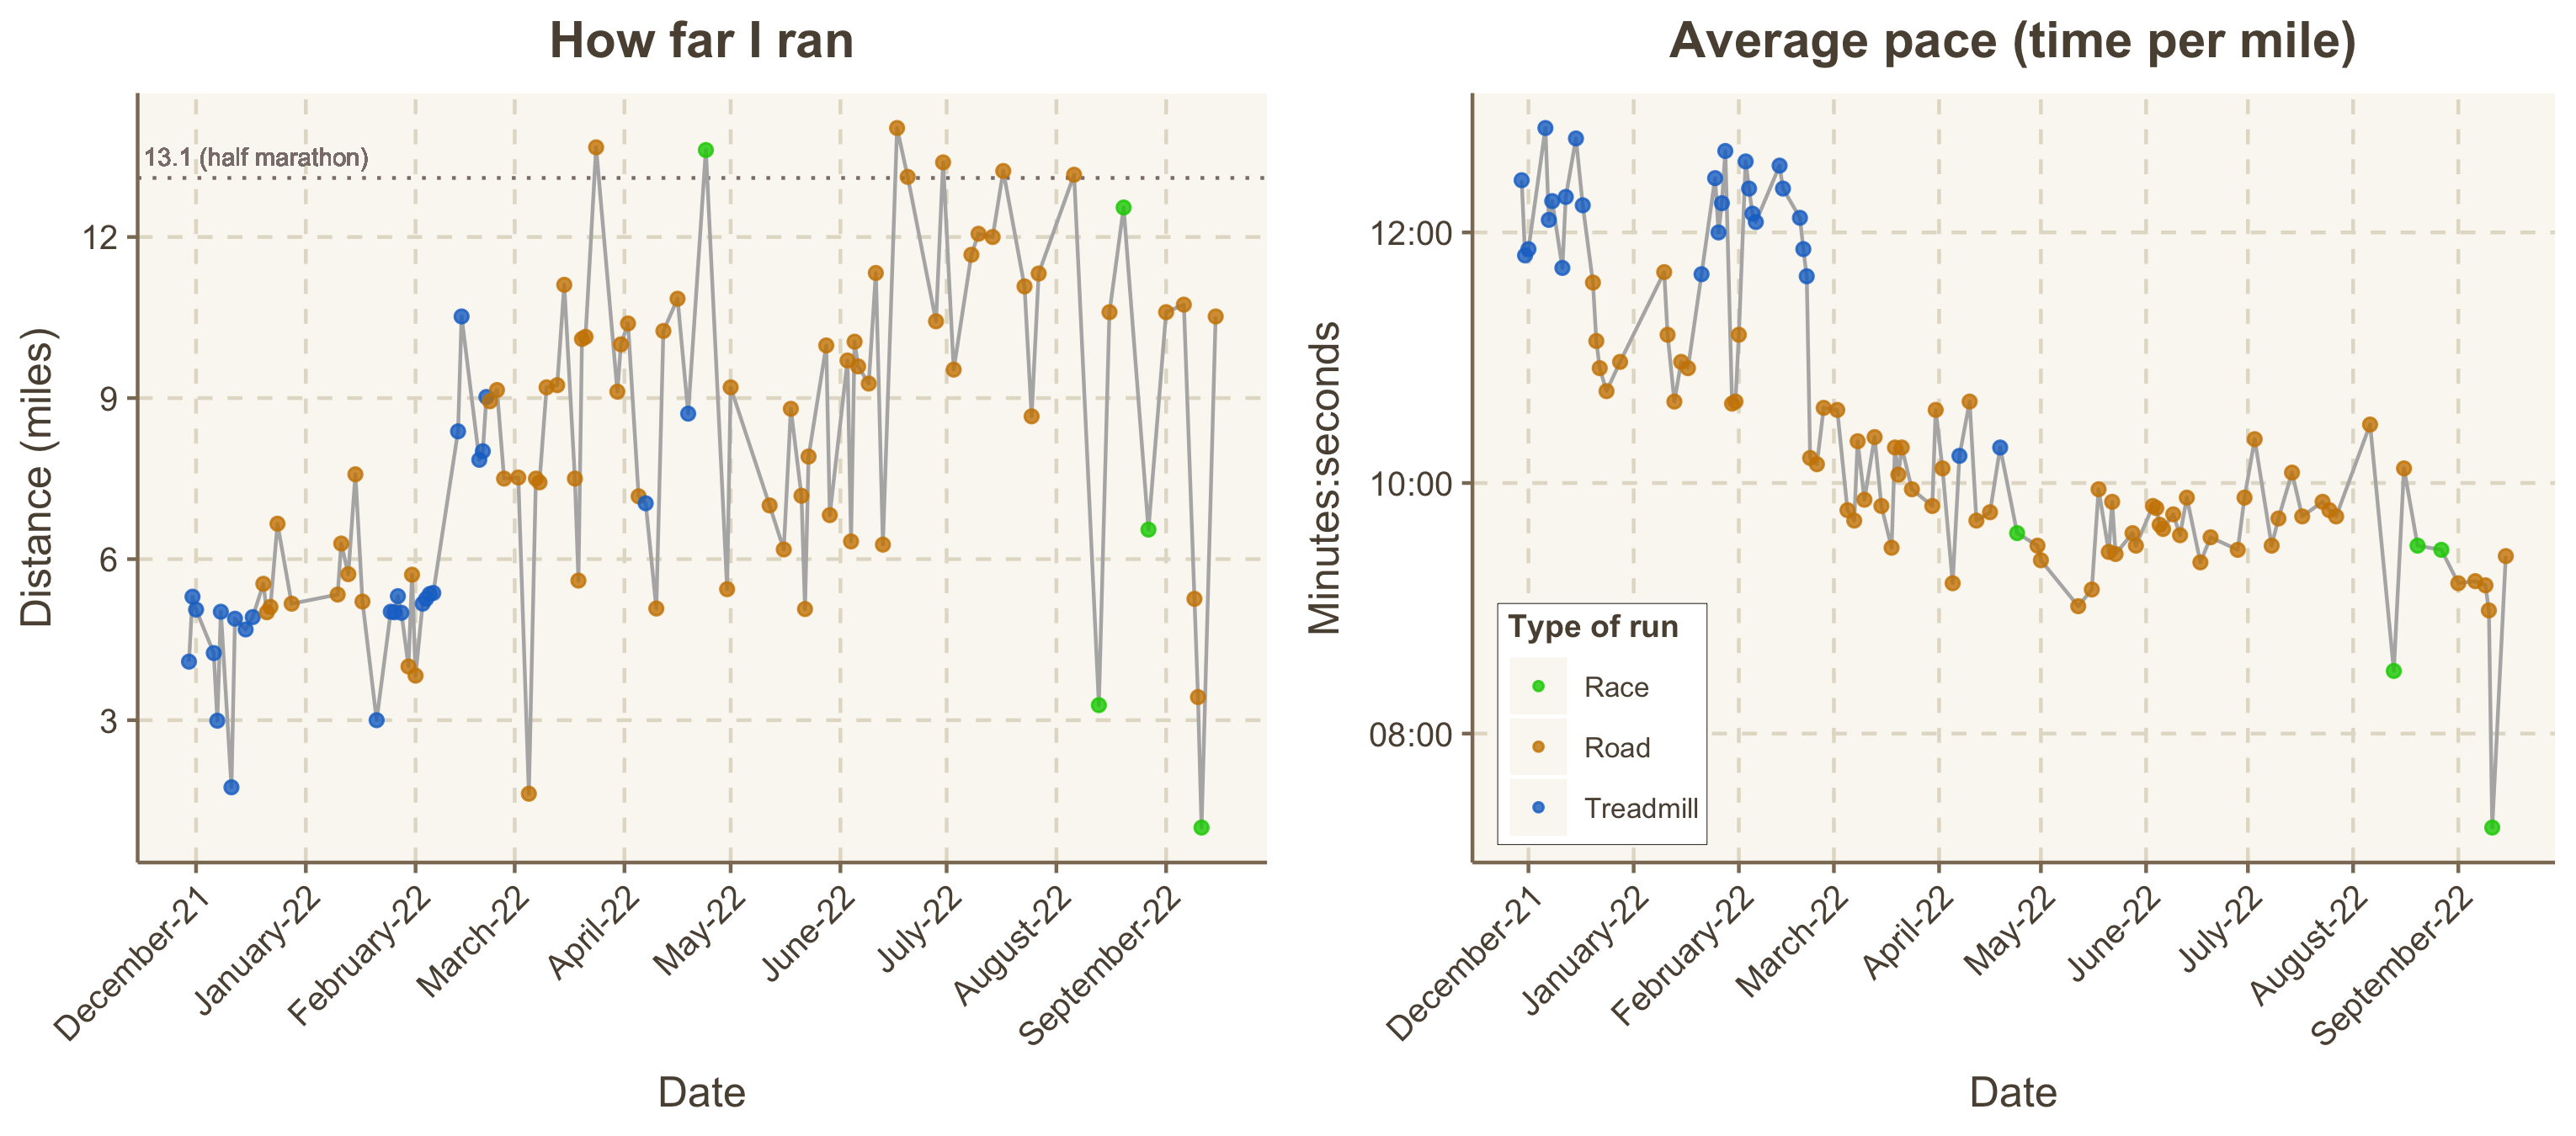 How far I ran
13.1 (half marathon)
12
9
6
3
Distance (miles)
December-21
January-22
February-22
March-22
April-22
May-22
June-22
July-22
August-22
September-22
Date
Average pace (time per mile)
12:00
10:00
08:00
Minutes:seconds
Type of run
Race
Road
Treadmill
December-21
January-22
February-22
March-22
April-22
May-22
June-22
July-22
August-22
September-22
Date